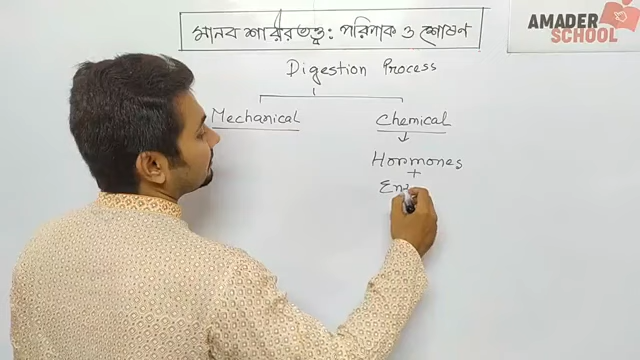 মানব শারীরতত্ত্ব: পরিপাক ও শোষণ
AMADER
SCHOOL
Digestion Process
Mechanical Chemical
↓
Hormones
+